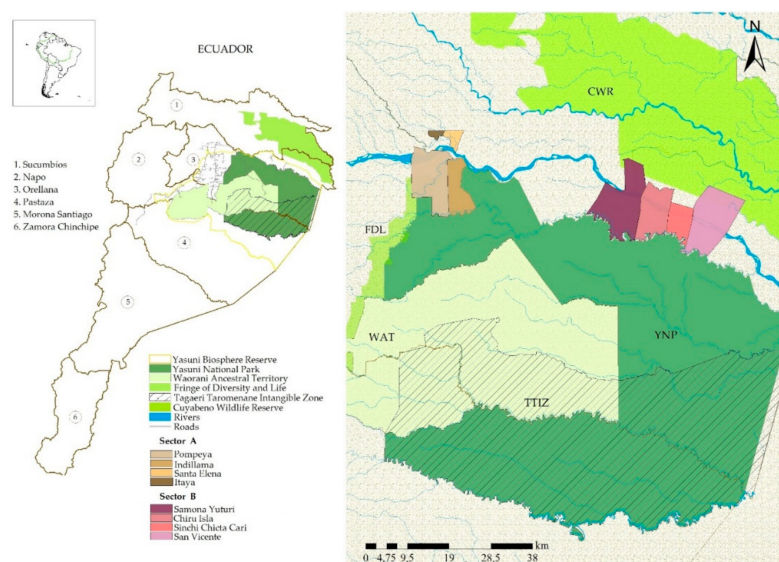 ECUADOR
1
2
3
4
5
6
1. Sucumbíos
2. Napo
3. Orellana
4. Pastaza
5. Morona Santiago
6. Zamora Chinchipe
Yasuni Biosphere Reserve
Yasuni National Park
Waorani Ancestral Territory
Fringe of Diversity and Life
Tagaeri Taromenane Intangible Zone
Cuyabeno Wildlife Reserve
Rivers
Roads
Sector A
Pompeya
Indillama
Santa Elena
Itaya
Sector B
Samona Yuturi
Chiru Isla
Sinchi Chicta Cari
San Vicente
N
CWR
FDL
WAT
YNP
TTIZ
km
0 4.75 9.5 19 28.5 38